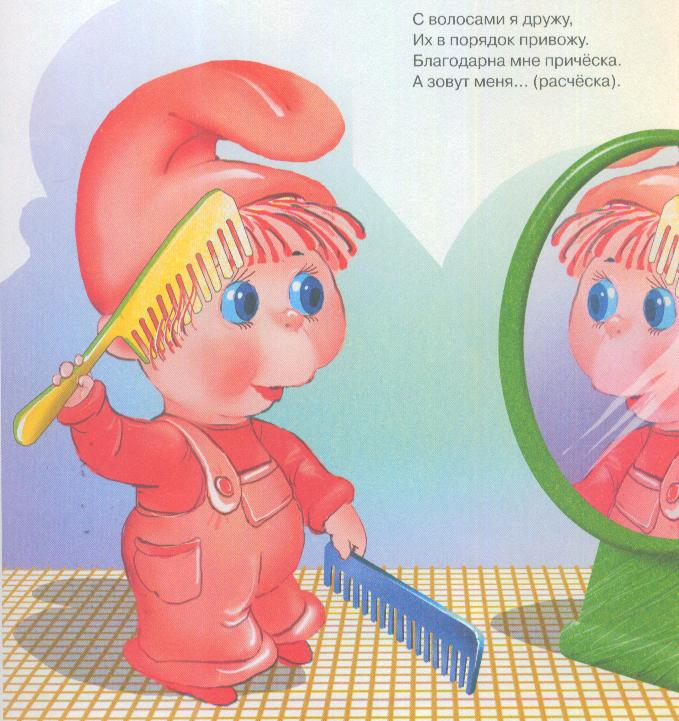 С волосами я дружу,
Их в порядок привожу.
Благодарна мне причёска.
А зовут меня... (расчёска).